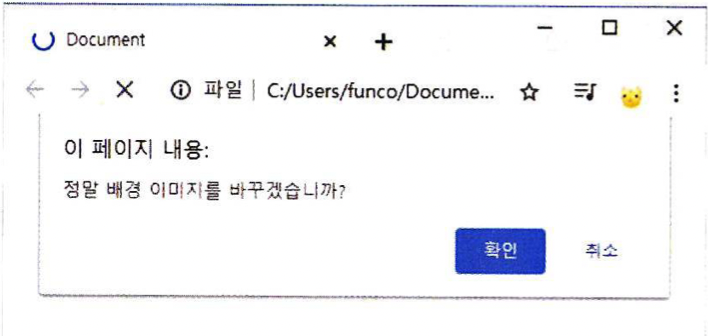 Document
파일 | C:/Users/funco/Docume...
이 페이지 내용:
정말 배경 이미지를 바꾸겠습니까?
확인 취소